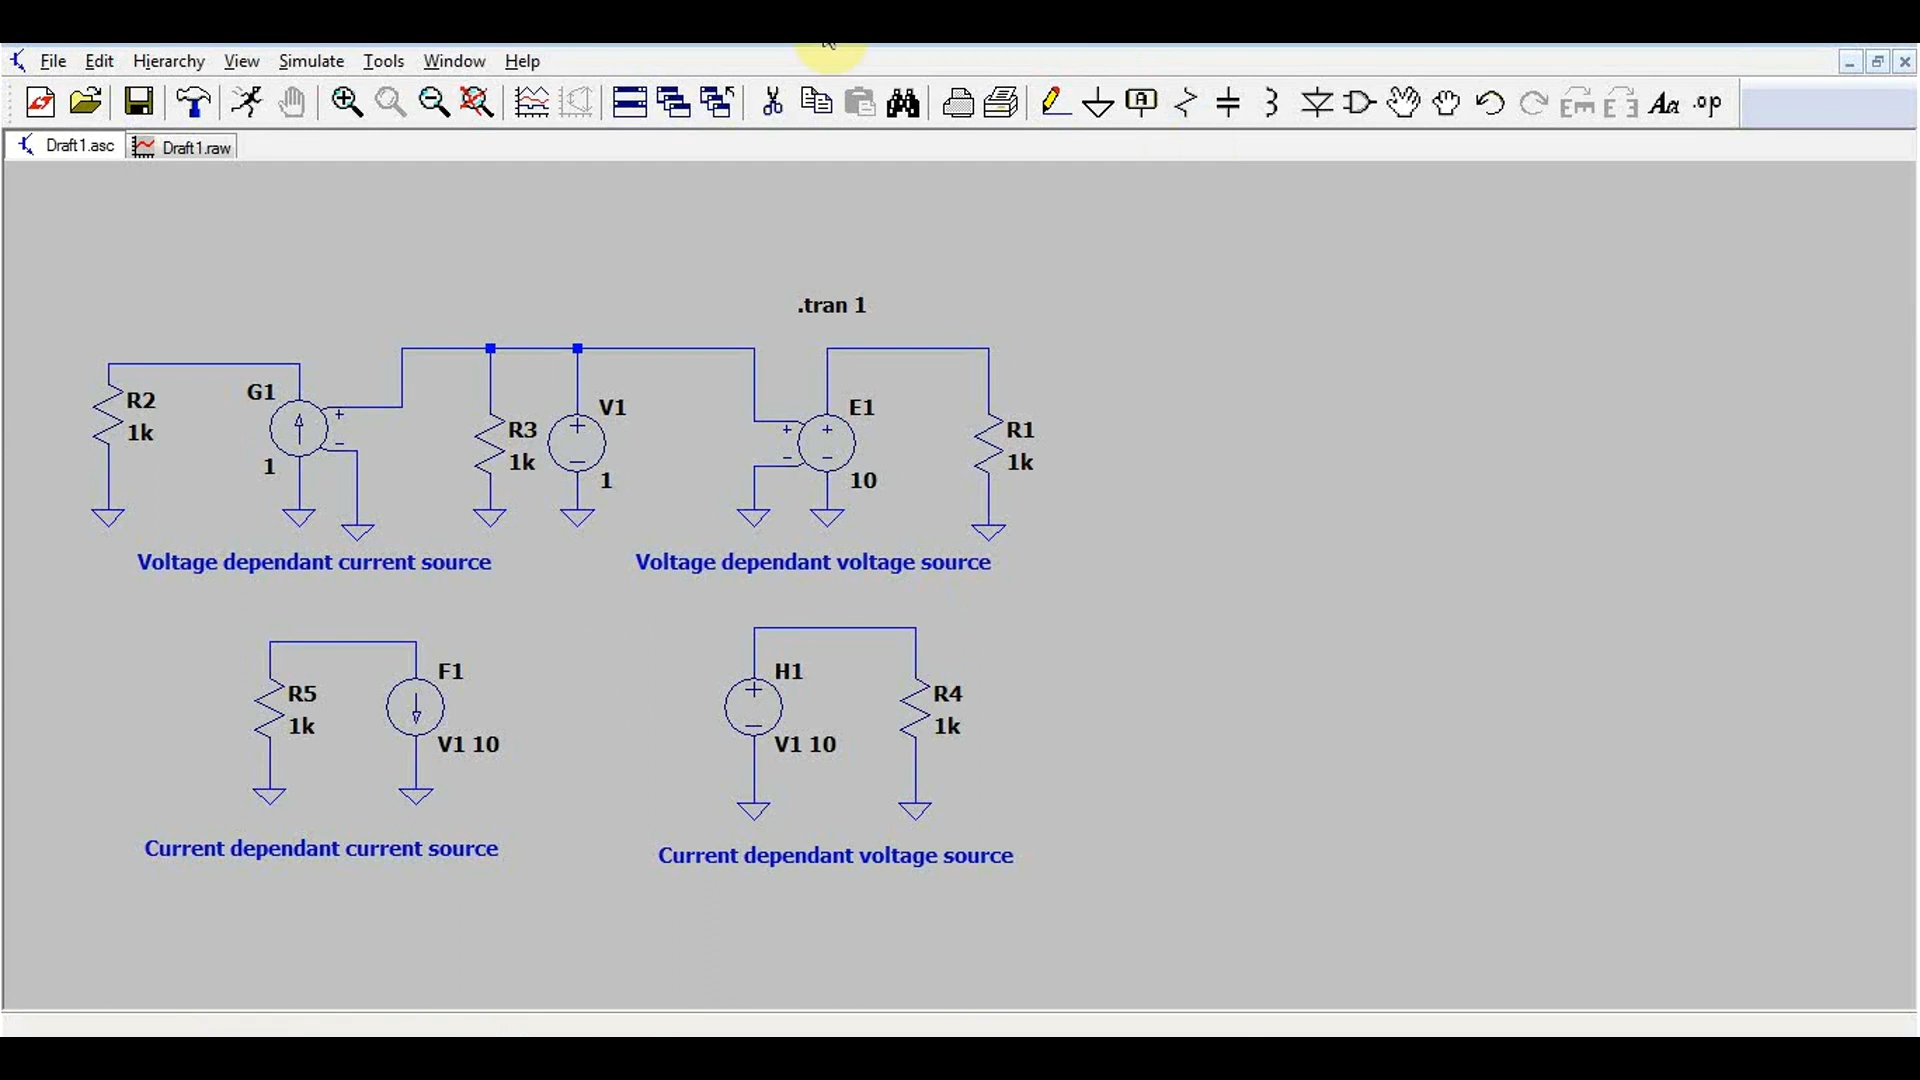 File Edit Hierarchy View Simulate Tools Window Help
A Aa .op
Draft1.asc Draft1.raw
.tran 1
R2
1k
G1
1
R3
1k
V1
1
E1
10
R1
1k
Voltage dependant current source
Voltage dependant voltage source
R5
1k
F1
V1 10
H1
V1 10
R4
1k
Current dependant current source
Current dependant voltage source